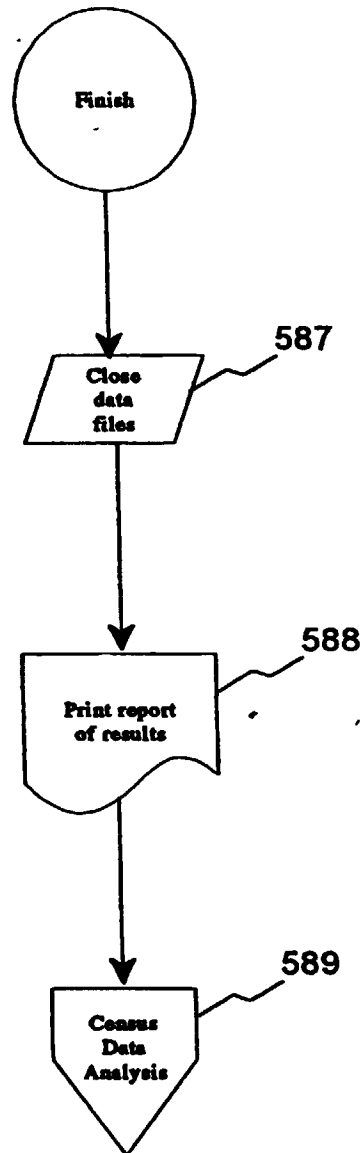 Finish
587
Close
data
files
588
Print report
of results
589
Census
Data
Analysis